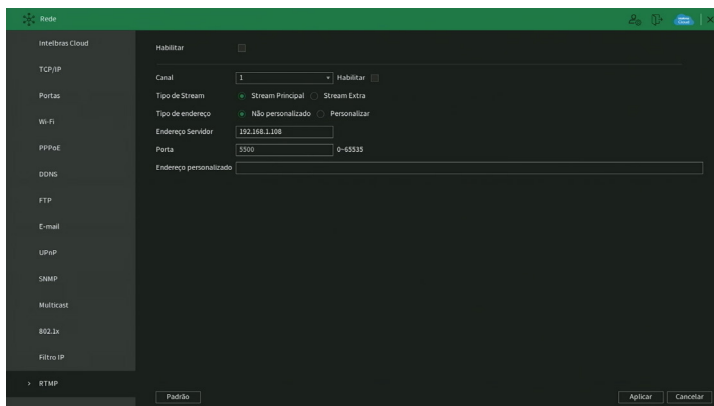 Rede
Intelbras Cloud
TCP/IP
Portas
Wi-Fi
PPPoE
DDNS
FTP
E-mail
UPnP
SNMP
Multicast
802.1x
Filtro IP
> RTMP
Habilitar
Canal 1 Habilitar
Tipo de Stream Stream Principal Stream Extra
Tipo de endereço Não personalizado Personalizar
Endereço Servidor 192.168.1.108
Porta 5500 0~65535
Endereço personalizado
Padrão Aplicar Cancelar